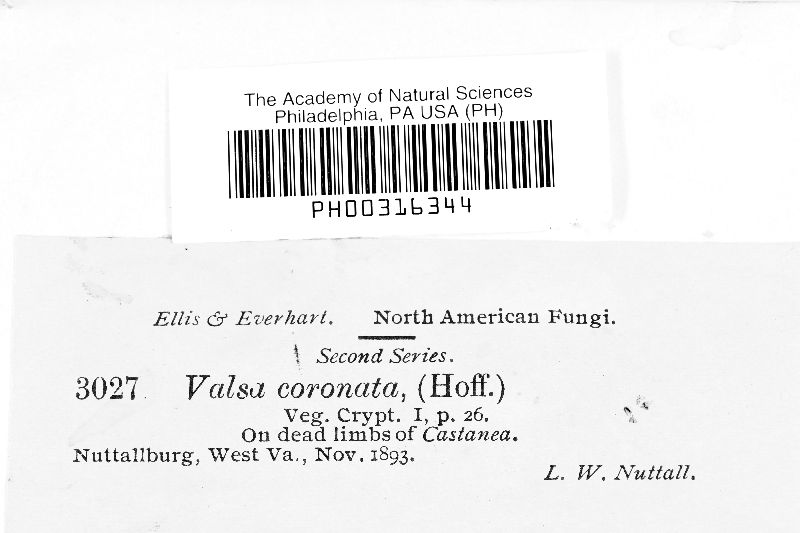 The Academy of Natural Sciences
Philadelphia, PA USA (PH)
PH00316344
Ellis & Everhart. North American Fungi.
Second Series.
3027. Valsa coronata, (Hoff.)
Veg. Crypt. I, p. 26.
On dead limbs of Castanea.
Nuttallburg, West Va., Nov. 1893.
L. W. Nuttall.